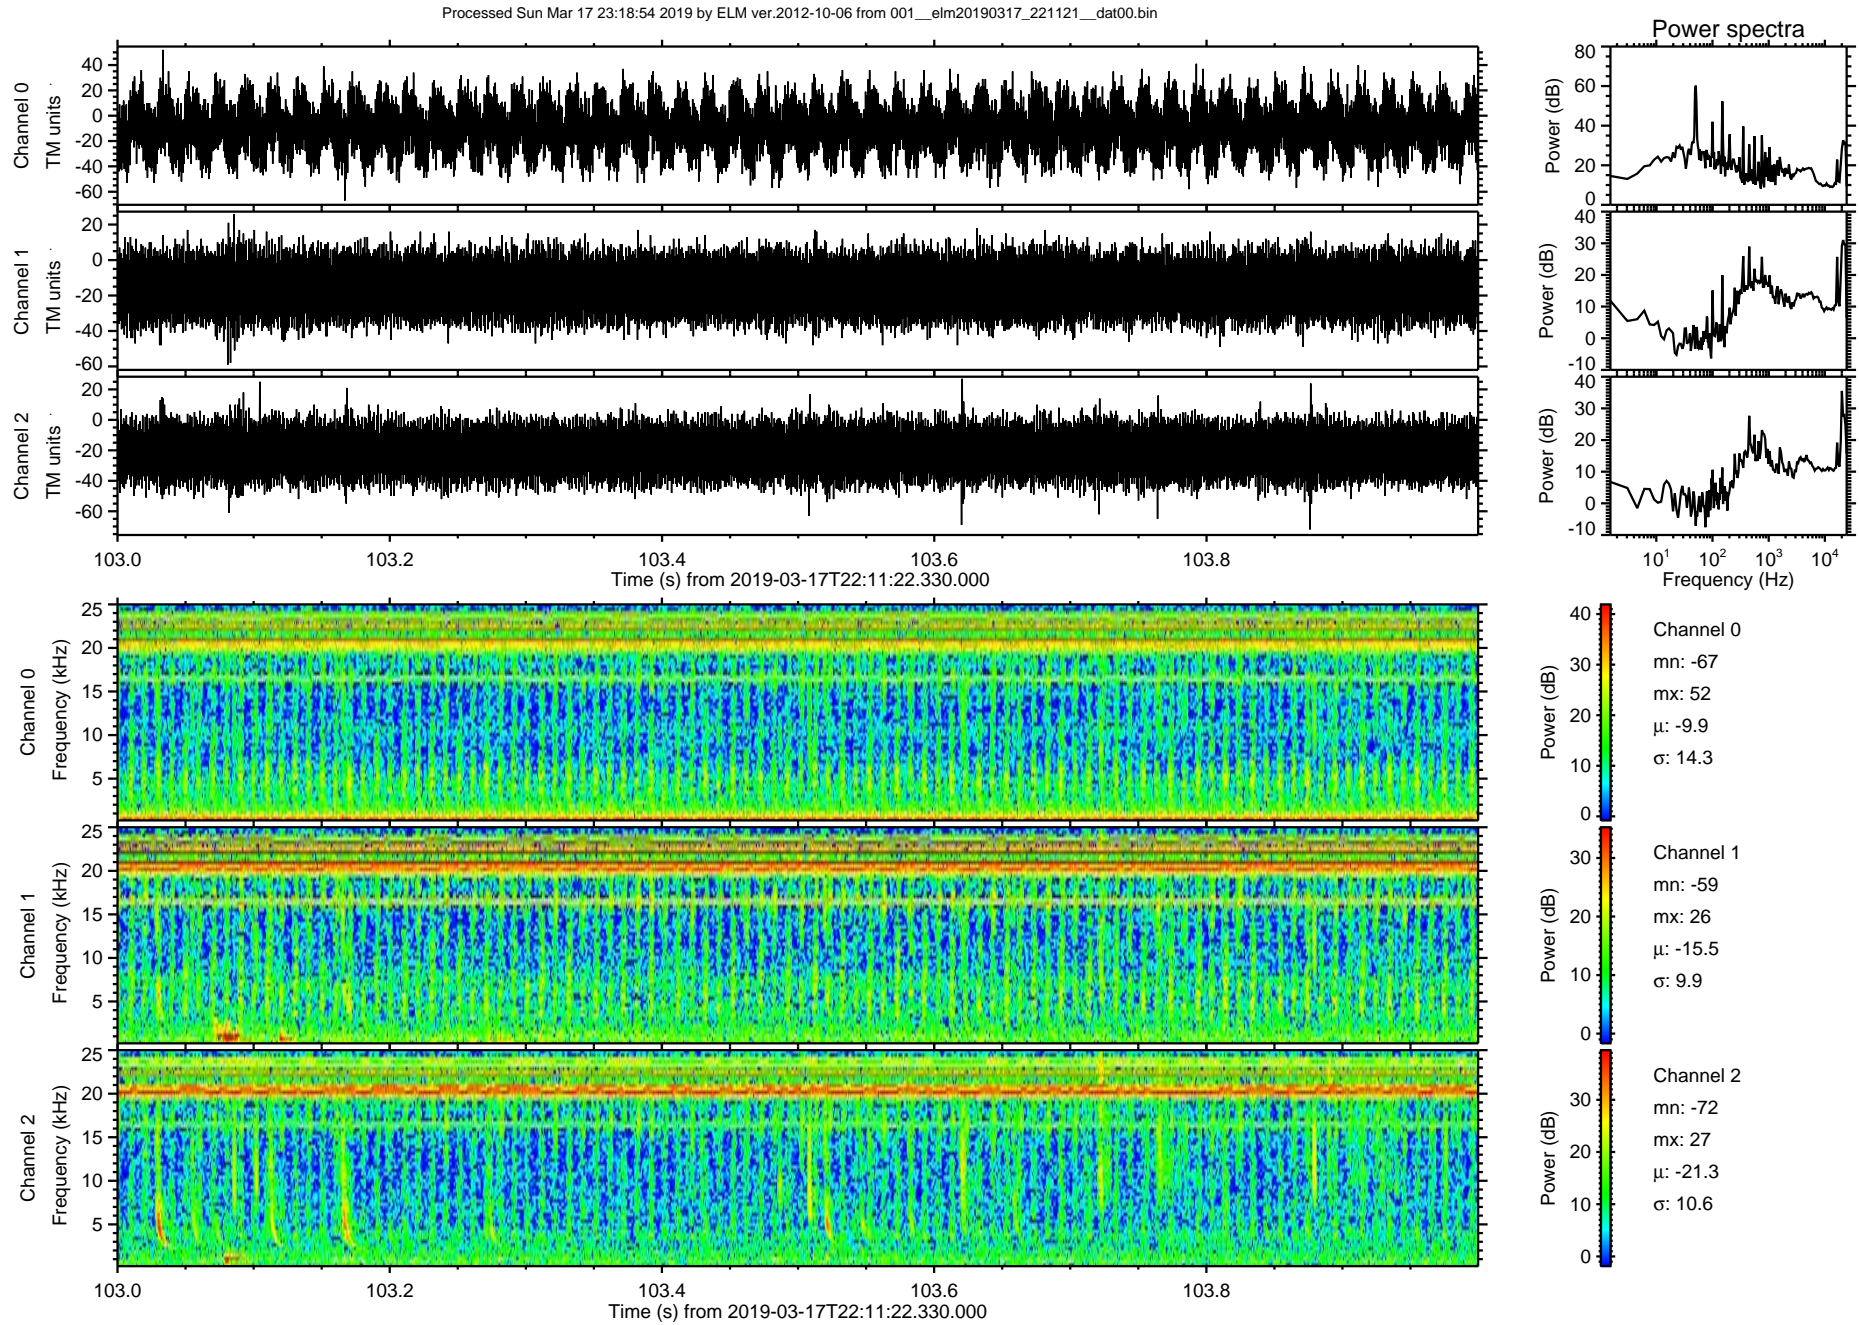 Processed Sun Mar 17 23:18:54 2019 by ELM ver.2012-10-06 from 001__elm20190317_221121__dat00.bin
Power spectra
Channel 0
TM units
40
20
0
-20
-40
-60
Power (dB)
80
60
40
20
0
Channel 1
TM units
20
0
-20
-40
-60
Power (dB)
40
30
20
10
0
-10
Channel 2
TM units
20
0
-20
-40
-60
Power (dB)
40
30
20
10
0
-10
103.0 103.2 103.4 103.6 103.8
Time (s) from 2019-03-17T22:11:22.330.000
10¹ 10² 10³ 10⁴
Frequency (Hz)
Channel 0
Frequency (kHz)
25
20
15
10
5
Power (dB)
40
30
20
10
0
Channel 0
mn: -67
mx: 52
μ: -9.9
σ: 14.3
Channel 1
Frequency (kHz)
25
20
15
10
5
Power (dB)
30
20
10
0
Channel 1
mn: -59
mx: 26
μ: -15.5
σ: 9.9
Channel 2
Frequency (kHz)
25
20
15
10
5
Power (dB)
30
20
10
0
Channel 2
mn: -72
mx: 27
μ: -21.3
σ: 10.6
103.0 103.2 103.4 103.6 103.8
Time (s) from 2019-03-17T22:11:22.330.000